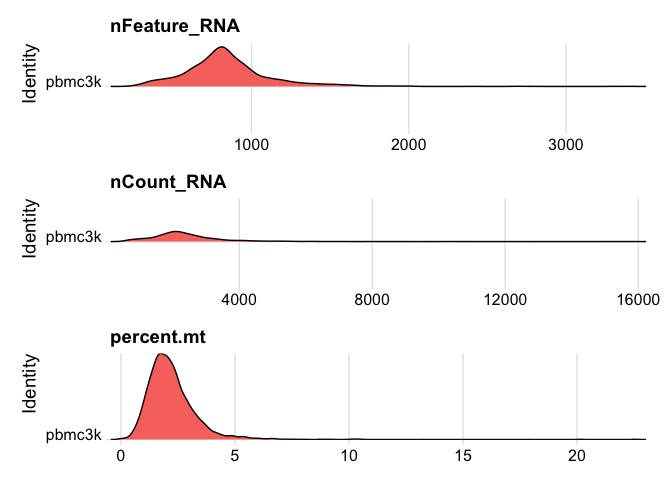 nFeature_RNA
Identity
pbmc3k
1000 2000 3000
nCount_RNA
Identity
pbmc3k
4000 8000 12000 16000
percent.mt
Identity
pbmc3k
0 5 10 15 20